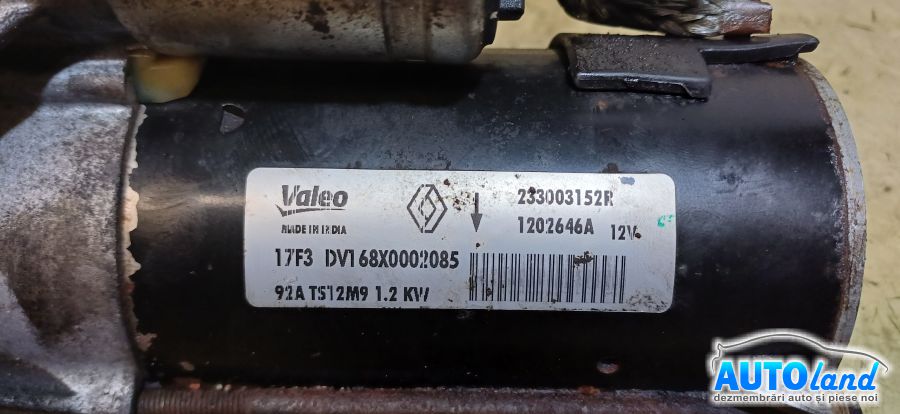 Valeo
MADE IN INDIA
233003152R
1202646A 12V
17F3 DV168X0002085
92A TS12M9 1.2 KW
AUTOland
dezmembrări auto și piese noi